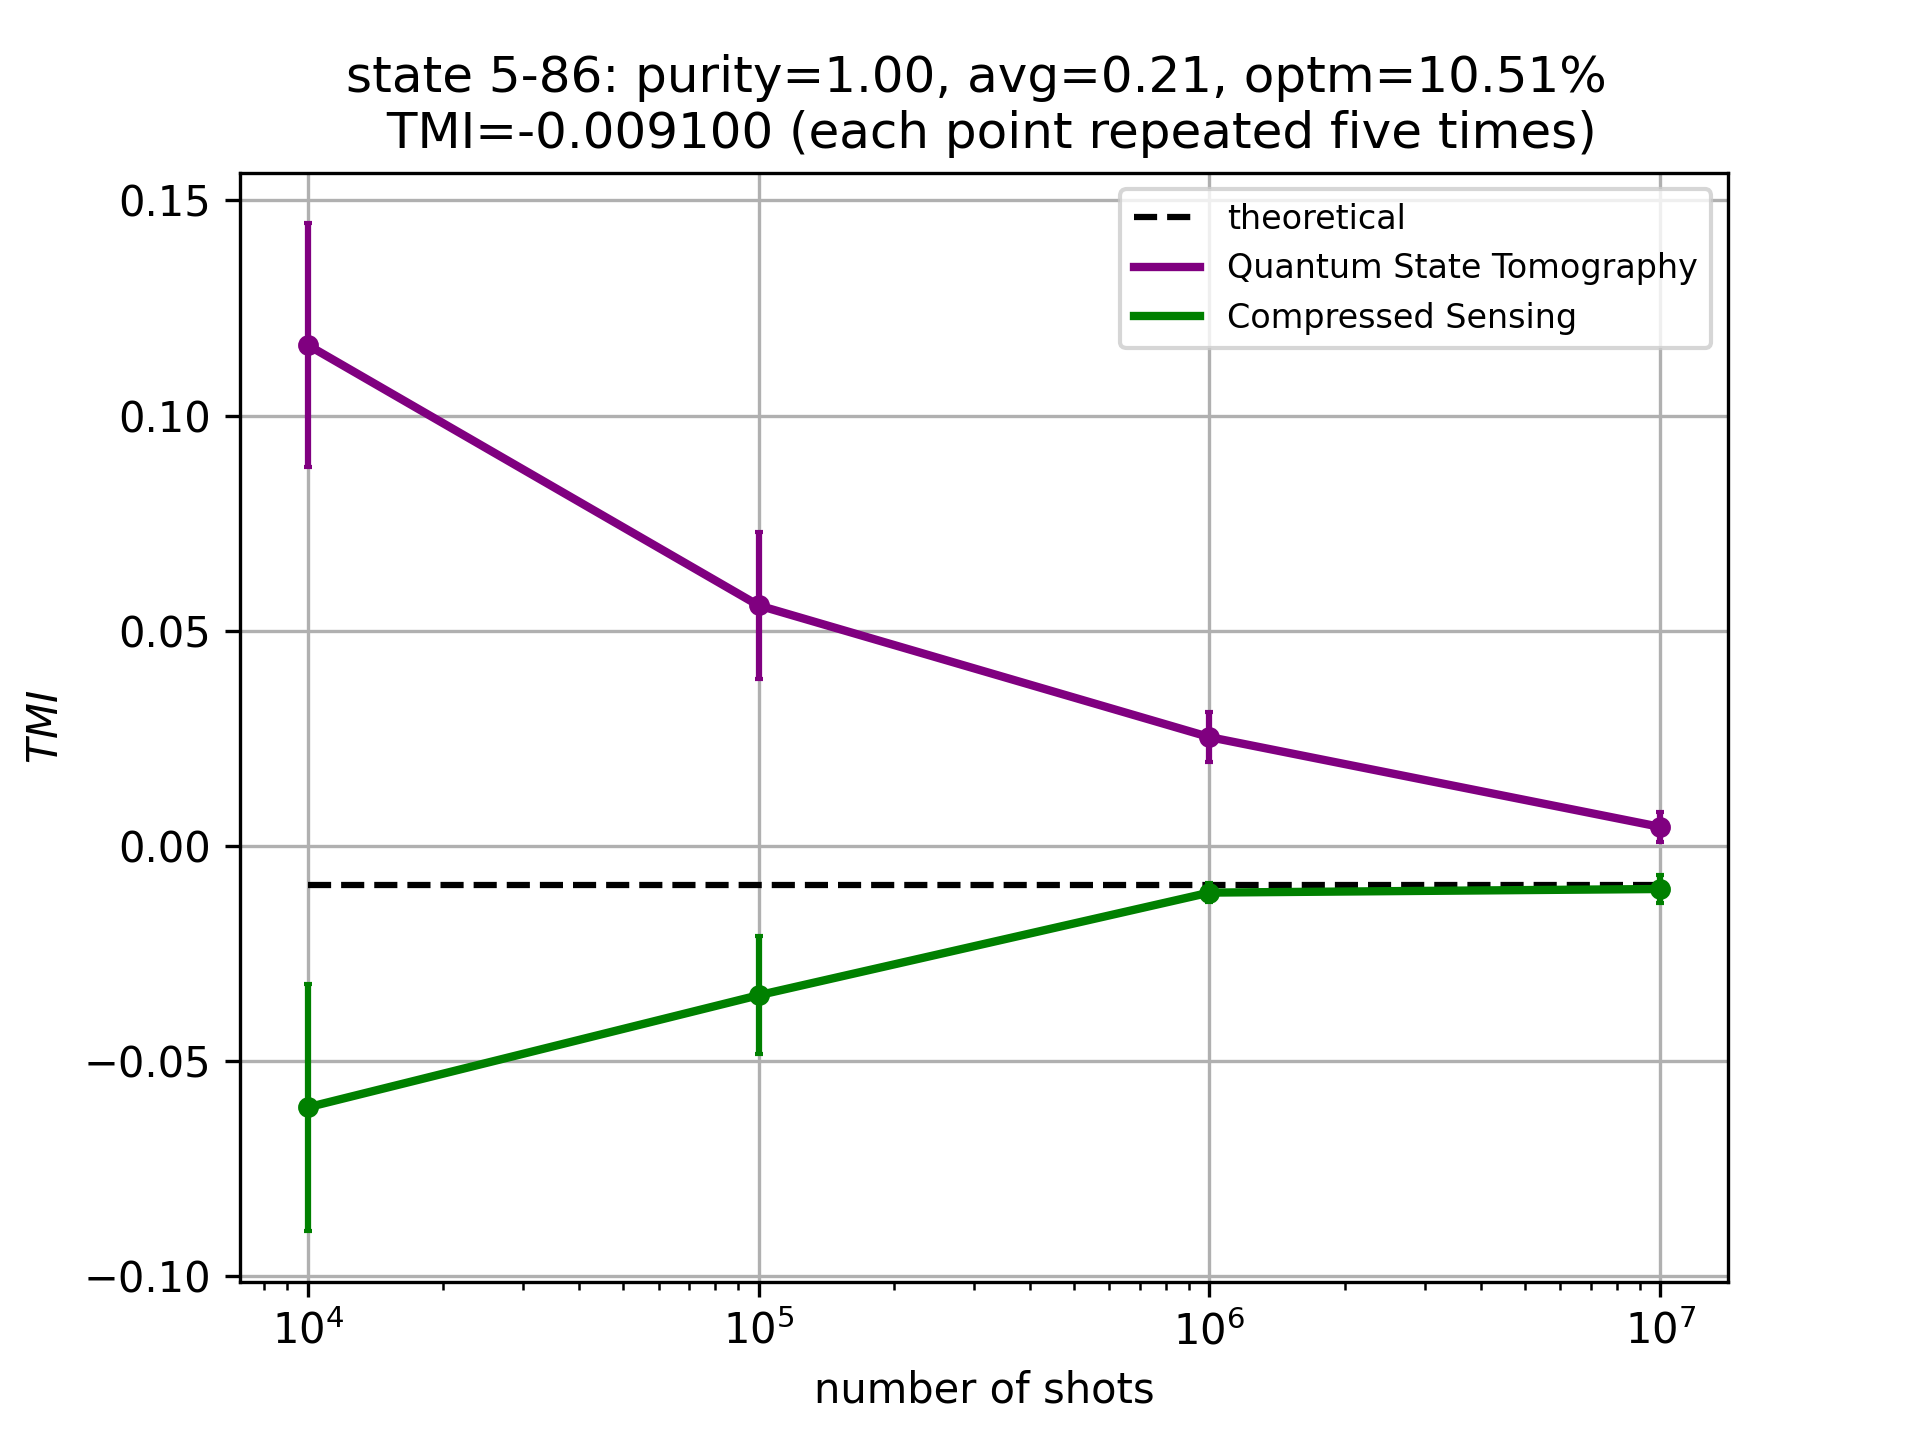 state 5-86: purity=1.00, avg=0.21, optm=10.51%
TMI=-0.009100 (each point repeated five times)
theoretical
Quantum State Tomography
Compressed Sensing
0.15
0.10
0.05
0.00
−0.05
−0.10
TMI
10⁴
10⁵
10⁶
10⁷
number of shots